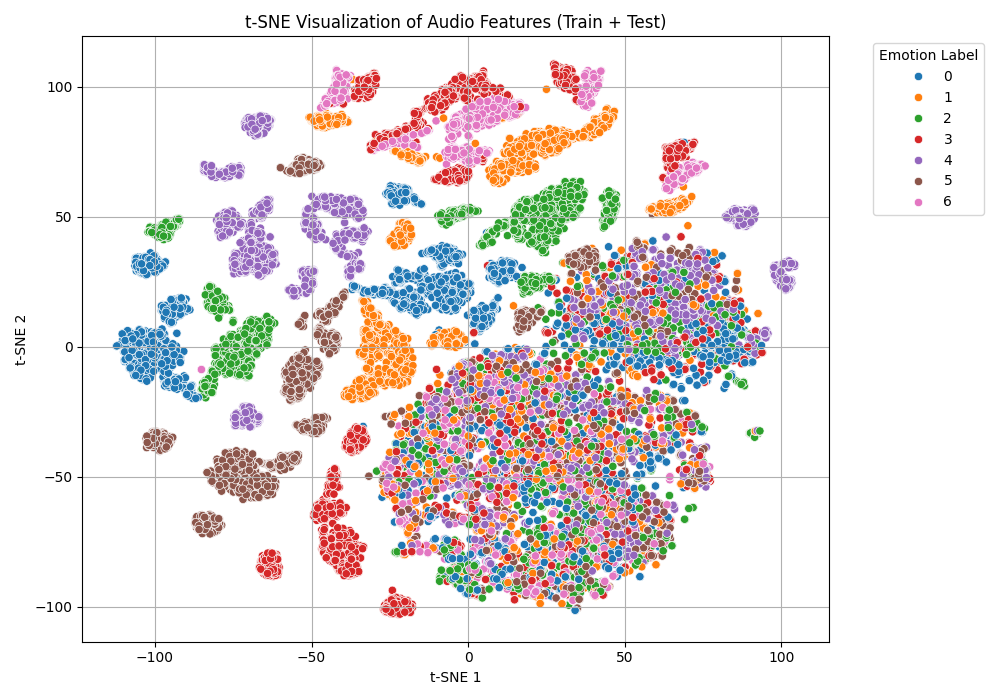 t-SNE Visualization of Audio Features (Train + Test)
Emotion Label
0
1
2
3
4
5
6
100
50
0
−50
−100
t-SNE 2
−100 −50 0 50 100
t-SNE 1